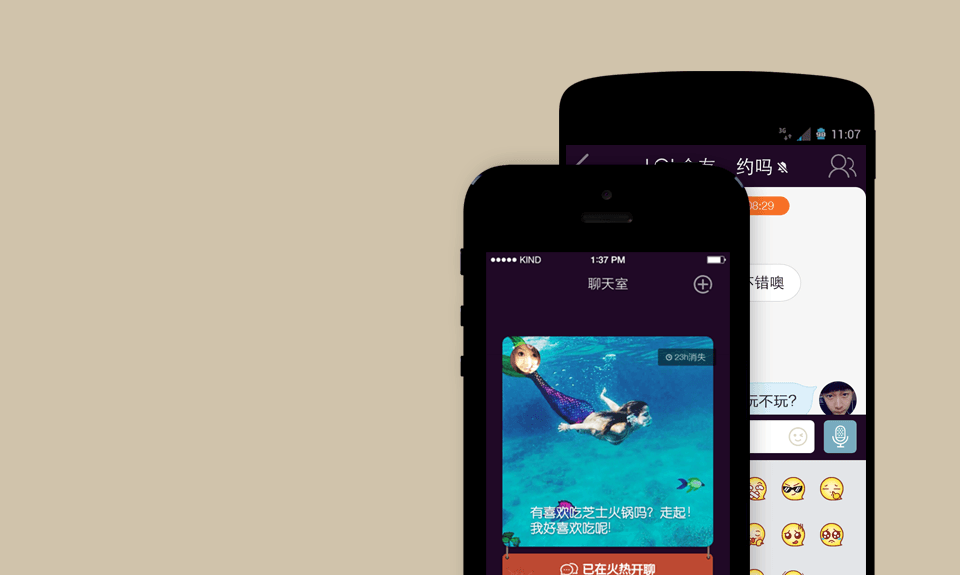 3G
11:07
约吗
08:29
不错噢
玩不玩?
KIND
1:37 PM
聊天室
23h消失
有喜欢吃芝士火锅吗? 走起!
我好喜欢吃呢!
已在火热开聊